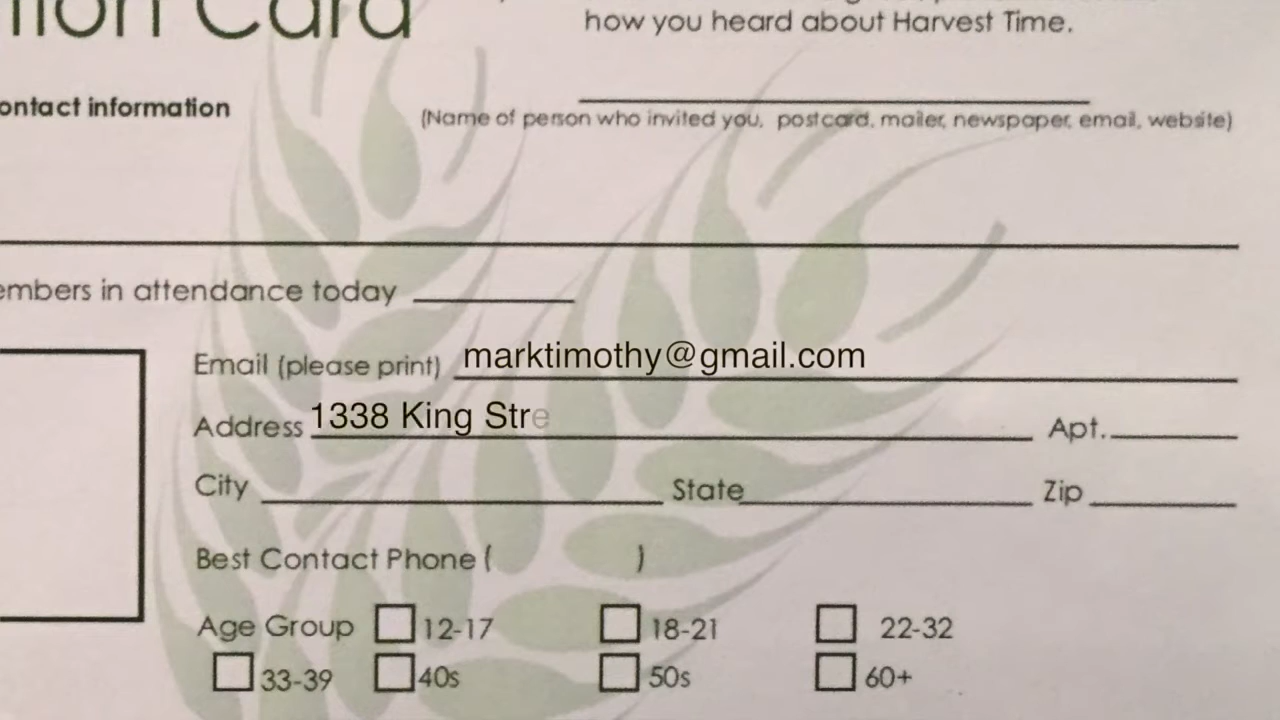 tion Card
how you heard about Harvest Time.
ontact information
(Name of person who invited you, postcard, mailer, newspaper, email, website)
embers in attendance today
Email (please print) marktimothy@gmail.com
Address 1338 King Stre Apt.
City State Zip
Best Contact Phone ( )
Age Group 12-17 18-21 22-32
33-39 40s 50s 60+